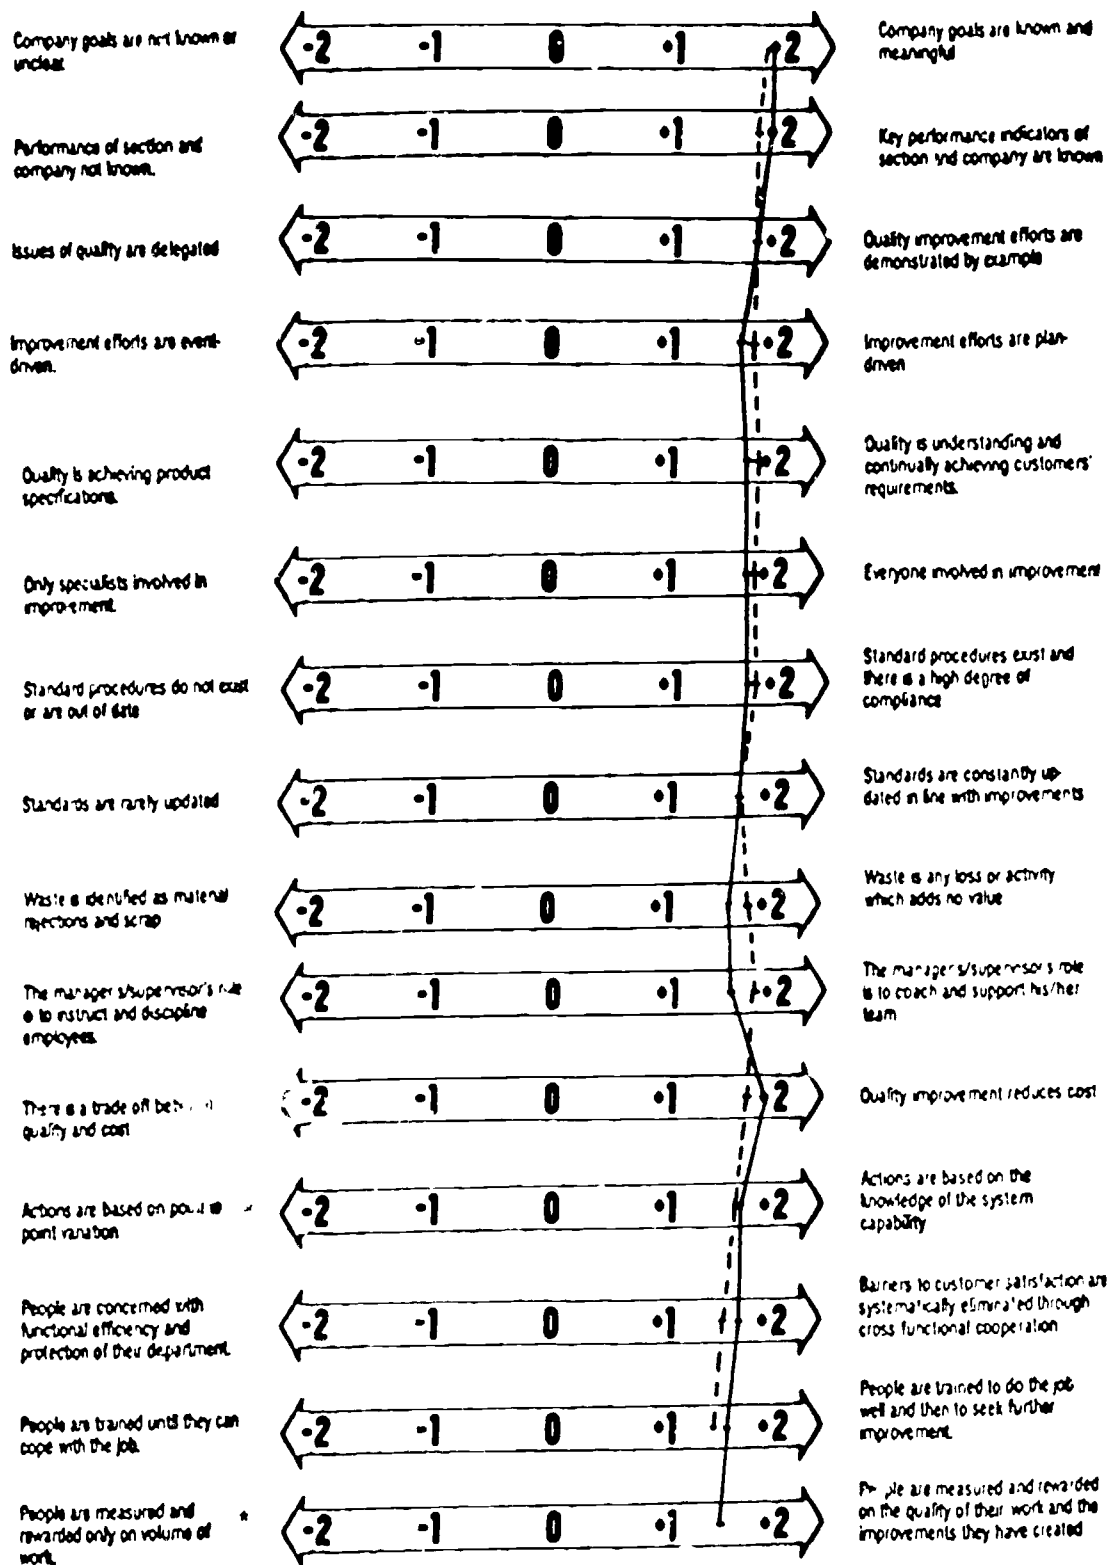 Company goals are not known or
unclear.
-2 -1 0 +1 +2
Company goals are known and
meaningful
Performance of section and
company not known.
-2 -1 0 +1 +2
Key performance indicators of
section and company are known
Issues of quality are delegated
-2 -1 0 +1 +2
Quality improvement efforts are
demonstrated by example
Improvement efforts are event-
driven.
-2 -1 0 +1 +2
Improvement efforts are plan-
driven
Quality is achieving product
specifications.
-2 -1 0 +1 +2
Quality is understanding and
continually achieving customers'
requirements.
Only specialists involved in
improvement.
-2 -1 0 +1 +2
Everyone involved in improvement
Standard procedures do not exist
or are out of date
-2 -1 0 +1 +2
Standard procedures exist and
there is a high degree of
compliance
Standards are rarely updated
-2 -1 0 +1 +2
Standards are constantly up-
dated in line with improvements
Waste is identified as material
rejections and scrap
-2 -1 0 +1 +2
Waste is any loss or activity
which adds no value
The manager's/supervisor's role
is to instruct and discipline
employees.
-2 -1 0 +1 +2
The manager's/supervisor's role
is to coach and support his/her
team
There is a trade off
quality and cost
-2 -1 0 +1 +2
Quality improvement reduces cost
Actions are based on point to
point variation
-2 -1 0 +1 +2
Actions are based on the
knowledge of the system
capability
People are concerned with
functional efficiency and
protection of their department.
-2 -1 0 +1 +2
Barriers to customer satisfaction are
systematically eliminated through
cross functional cooperation
People are trained until they can
cope with the job.
-2 -1 0 +1 +2
People are trained to do the job
well and then to seek further
improvement.
People are measured and *
rewarded only on volume of
work.
-2 -1 0 +1 +2
People are measured and rewarded
on the quality of their work and the
improvements they have created